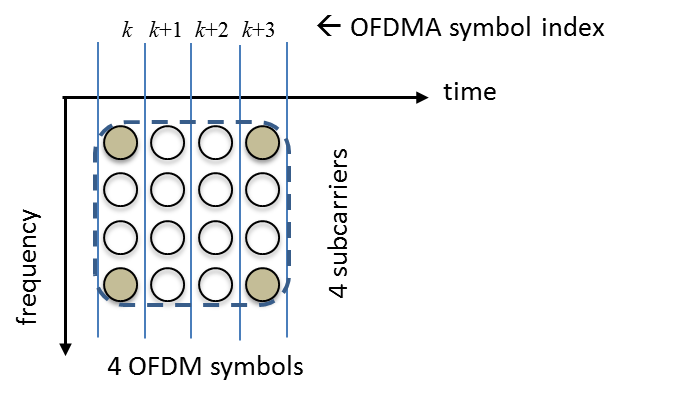 k k+1 k+2 k+3 ← OFDMA symbol index
time
frequency
4 subcarriers
4 OFDM symbols